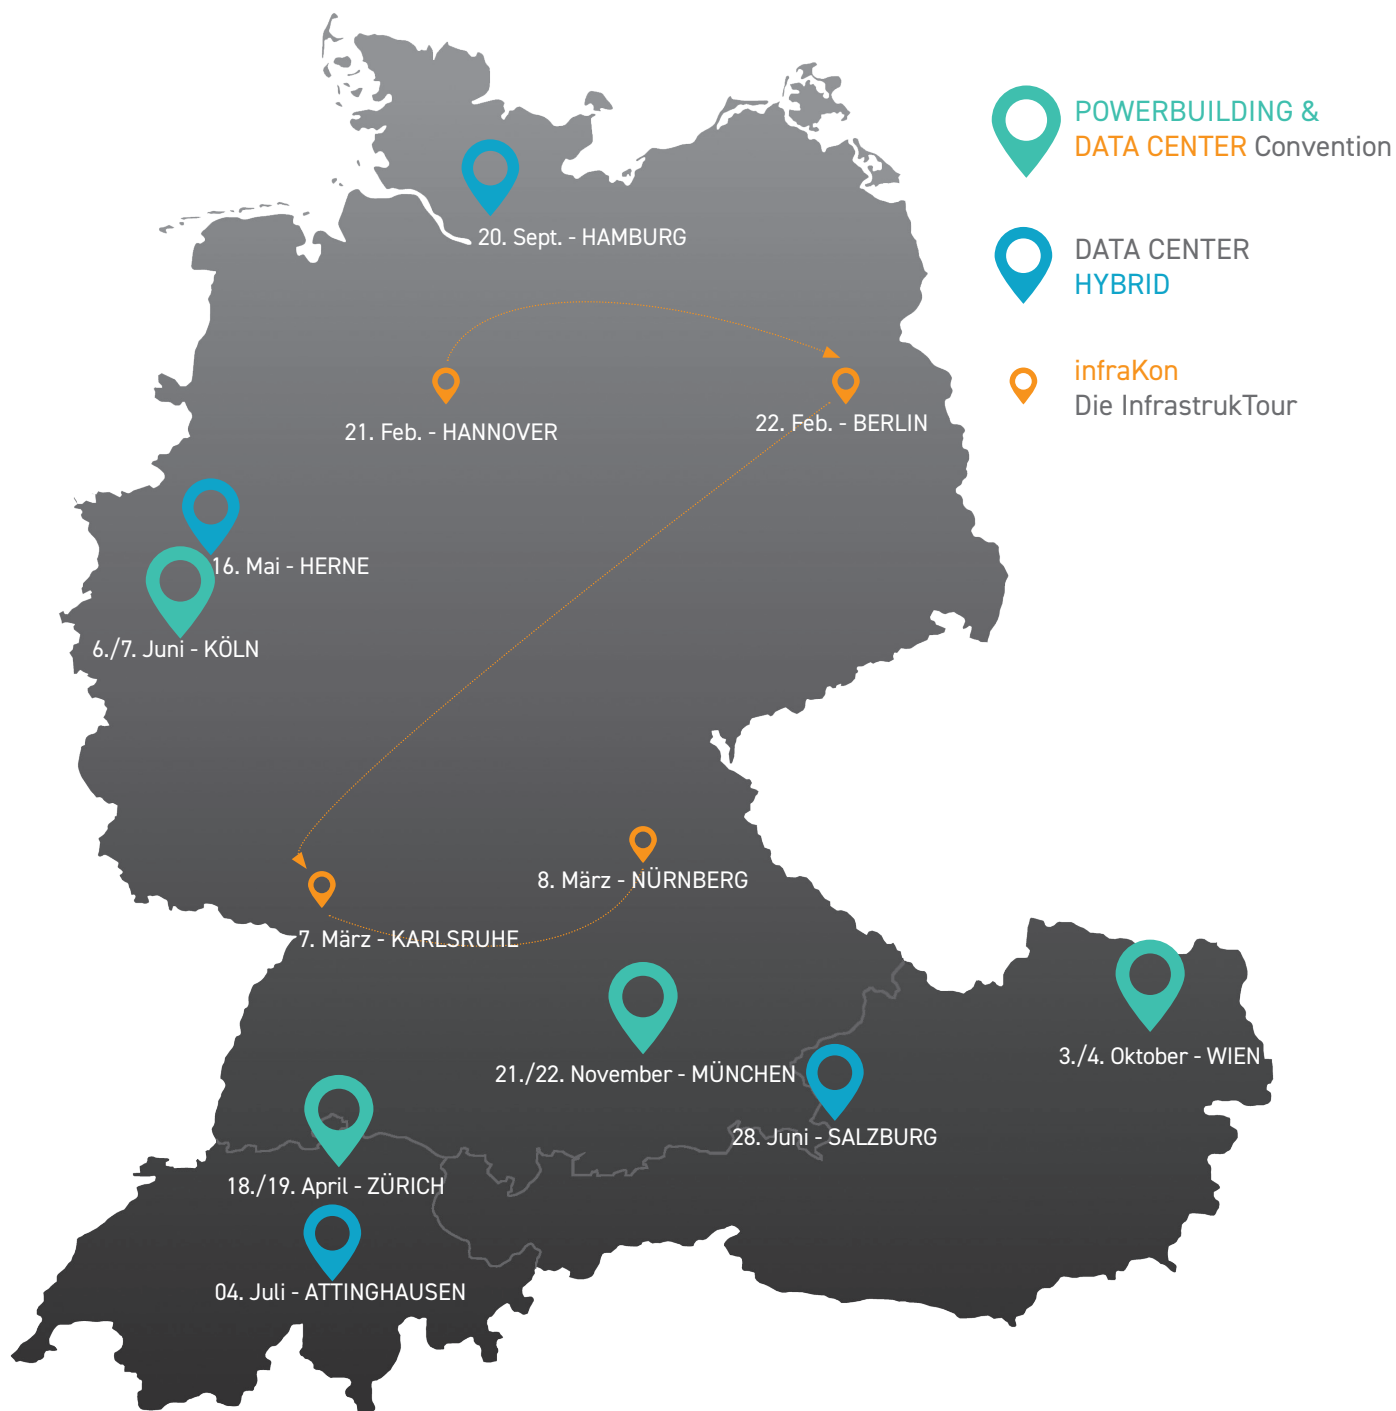 POWERBUILDING &
DATA CENTER Convention
DATA CENTER
HYBRID
infraKon
Die InfrastrukTour
20. Sept. - HAMBURG
21. Feb. - HANNOVER
22. Feb. - BERLIN
16. Mai - HERNE
6./7. Juni - KÖLN
8. März - NÜRNBERG
7. März - KARLSRUHE
21./22. November - MÜNCHEN
3./4. Oktober - WIEN
28. Juni - SALZBURG
18./19. April - ZÜRICH
04. Juli - ATTINGHAUSEN